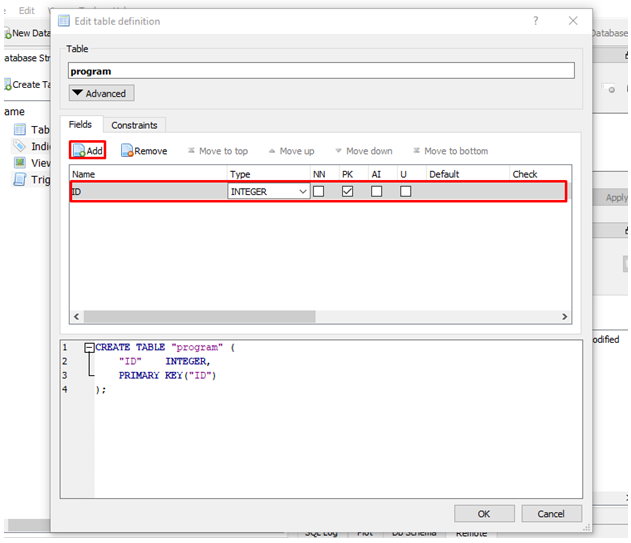 Edit
Edit table definition
? ×
New Data
Database
atabase Str
Create Ta
ame
Tab
Indi
View
Trig
Table
program
Advanced
Fields Constraints
Add Remove Move to top Move up Move down Move to bottom
Name Type NN PK AI U Default Check
ID INTEGER
1 CREATE TABLE "program" (
2 "ID" INTEGER,
3 PRIMARY KEY("ID")
4 );
OK Cancel
Apply
odified
SQL Log Plot DB Schema Remote